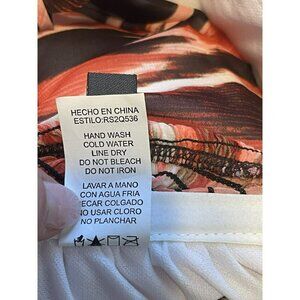 HECHO EN CHINA
ESTILO:RS2Q536
HAND WASH
COLD WATER
LINE DRY
DO NOT BLEACH
DO NOT IRON
LAVAR A MANO
CON AGUA FRIA
SECAR COLGADO
NO USAR CLORO
NO PLANCHAR